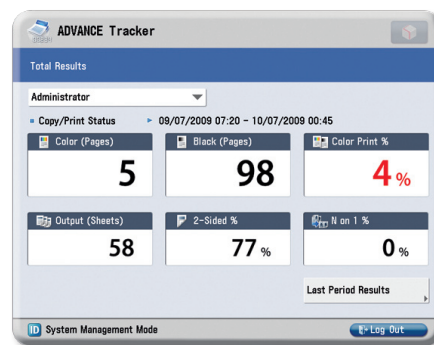 ADVANCE Tracker
Total Results
Administrator
Copy/Print Status 09/07/2009 07:20 - 10/07/2009 00:45
Color (Pages) Black (Pages) Color Print %
5 98 4 %
Output (Sheets) 2-Sided % N on 1 %
58 77 % 0 %
Last Period Results
ID System Management Mode Log Out